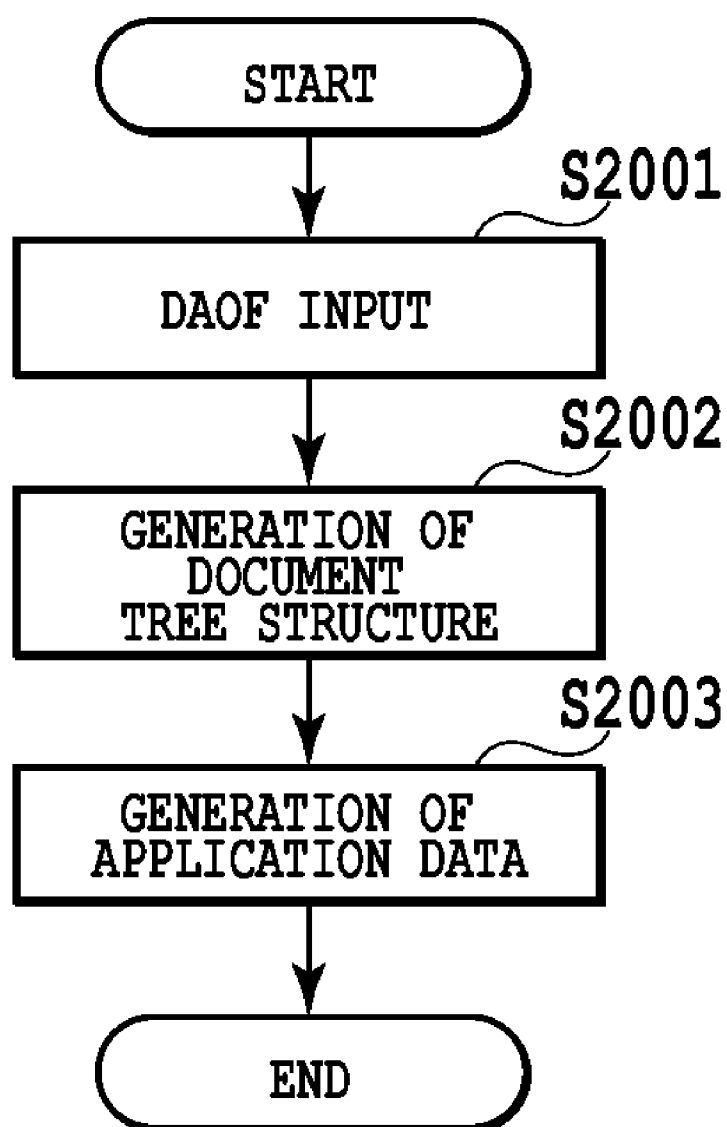 START
S2001
DAOF INPUT
S2002
GENERATION OF
DOCUMENT
TREE STRUCTURE
S2003
GENERATION OF
APPLICATION DATA
END